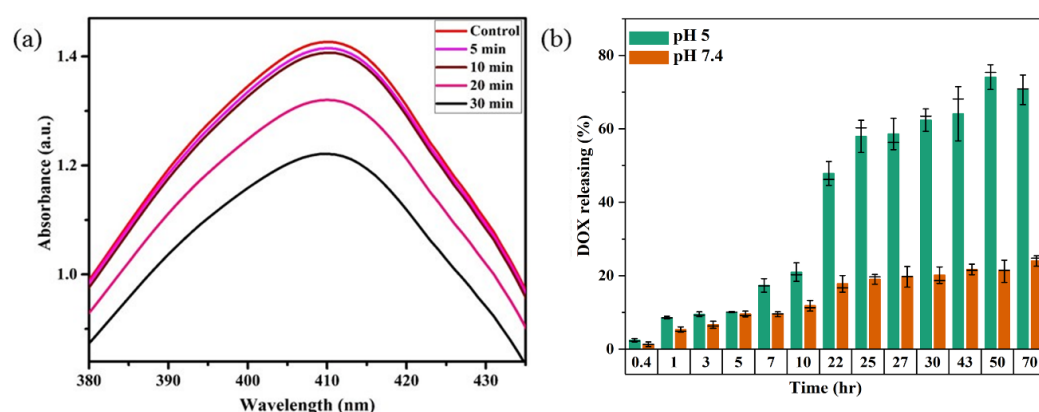 (a)
Absorbance (a.u.)
1.4
1.2
1.0
Control
5 min
10 min
20 min
30 min
380 390 400 410 420 430
Wavelength (nm)
(b)
DOX releasing (%)
80
60
40
20
0
pH 5
pH 7.4
0.4 1 3 5 7 10 22 25 27 30 43 50 70
Time (hr)